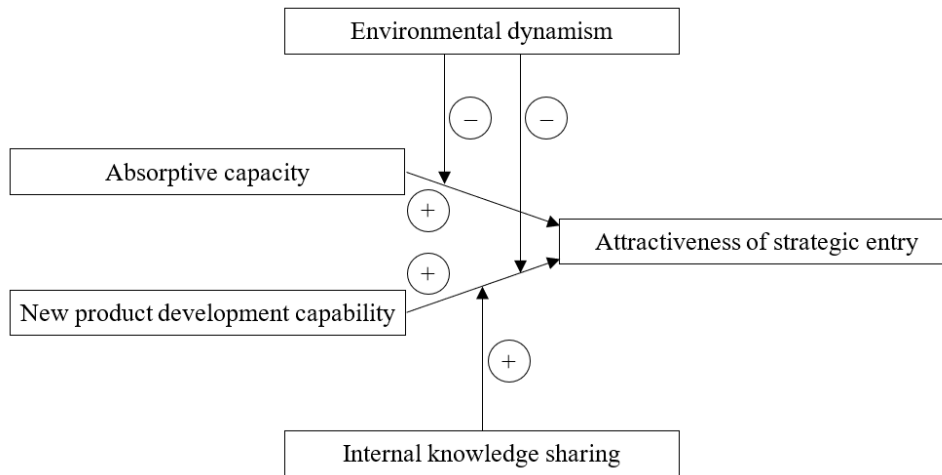 Environmental dynamism
–
–
Absorptive capacity
+
Attractiveness of strategic entry
+
New product development capability
+
Internal knowledge sharing